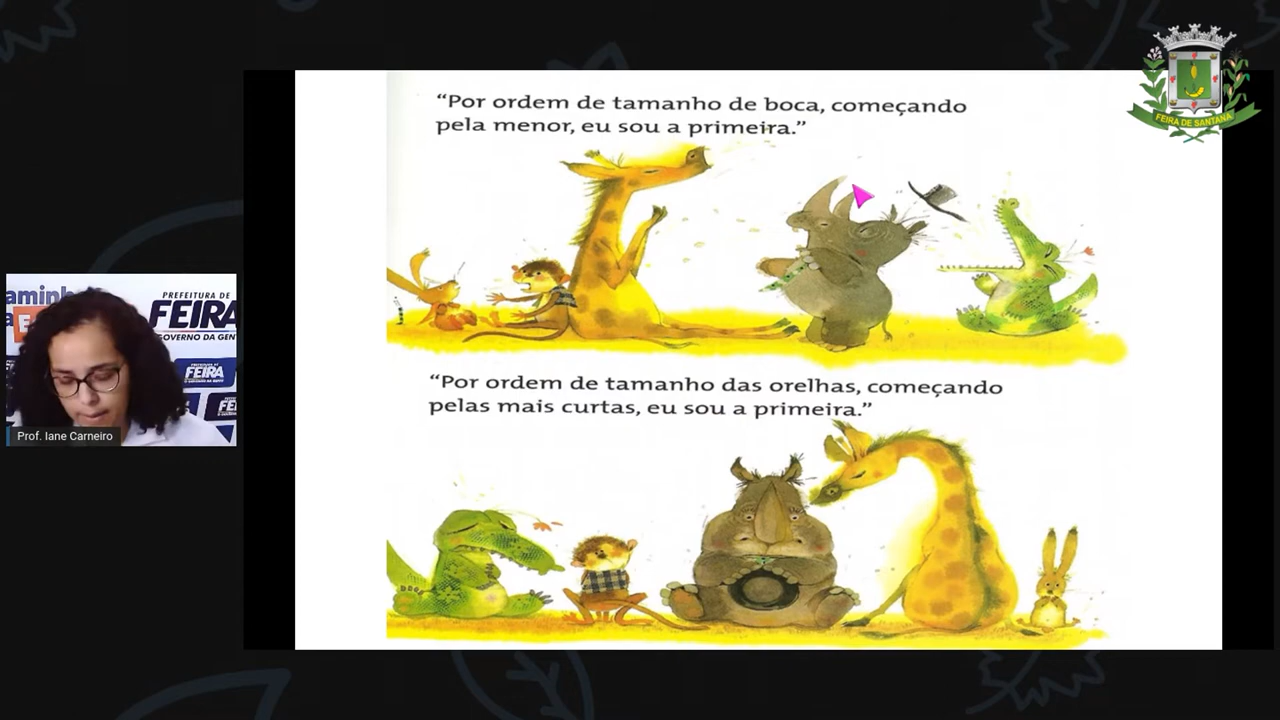 “Por ordem de tamanho de boca, começando
pela menor, eu sou a primeira.”
FEIRA DE SANTANA
“Por ordem de tamanho das orelhas, começando
pelas mais curtas, eu sou a primeira.”
PREFEITURA DE
FEIRA
GOVERNO DA GEN
FEIRA
Prof. Iane Carneiro